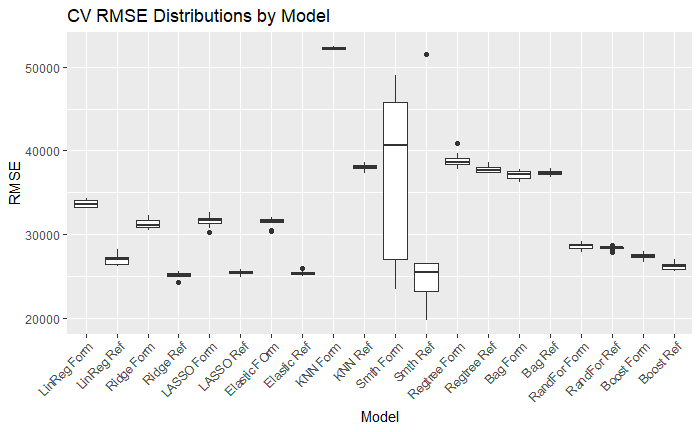 CV RMSE Distributions by Model
RMSE
50000
40000
30000
20000
LinReg Form
LinReg Ref
Ridge Form
Ridge Ref
LASSO Form
LASSO Ref
Elastic FOrm
Elastic Ref
KNN Form
KNN Ref
Smth Form
Smth Ref
Regtree Form
Regtree Ref
Bag Form
Bag Ref
RandFor Form
RandFor Ref
Boost Form
Boost Ref
Model